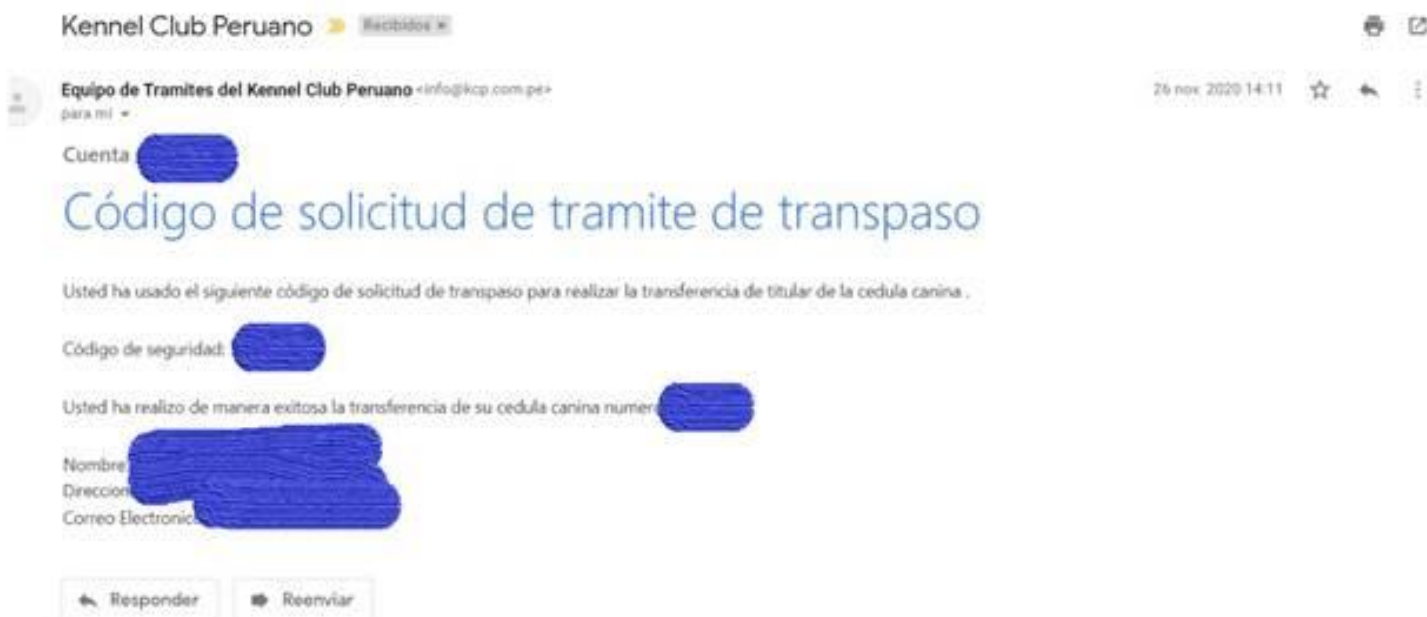 Kennel Club Peruano Recibidos
Equipo de Tramites del Kennel Club Peruano <info@kcp.com.pe> 26 nov. 2020 14:11
para mí
Cuenta
Código de solicitud de tramite de transpaso
Usted ha usado el siguiente código de solicitud de transpaso para realizar la transferencia de titular de la cedula canina .
Código de seguridad:
Usted ha realizo de manera exitosa la transferencia de su cedula canina numer
Nombre
Direccion
Correo Electronic
Responder Reenviar